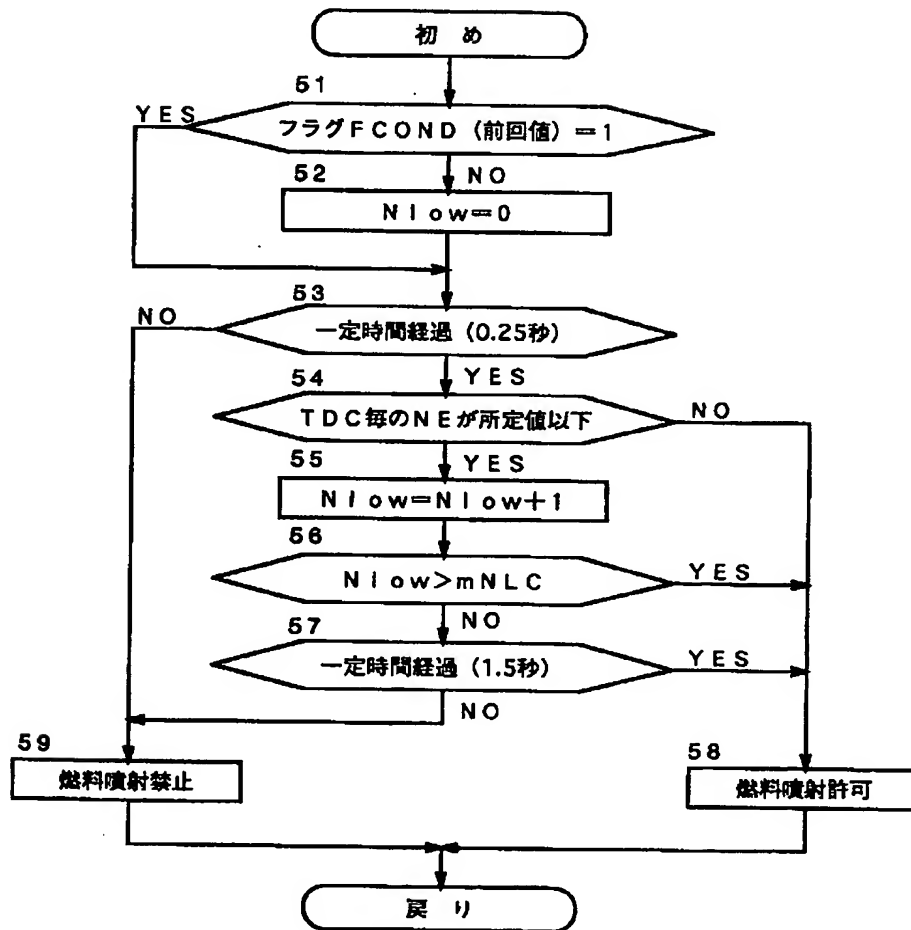 初 め
51
YES
フラグFCOND (前回値) =1
52
NO
Nlow=0
53
NO
一定時間経過 (0.25秒)
54
YES
TDC毎のNEが所定値以下
NO
55
YES
Nlow=Nlow+1
56
Nlow>mNLC
YES
57
NO
一定時間経過 (1.5秒)
YES
NO
59
燃料噴射禁止
58
燃料噴射許可
戻 り